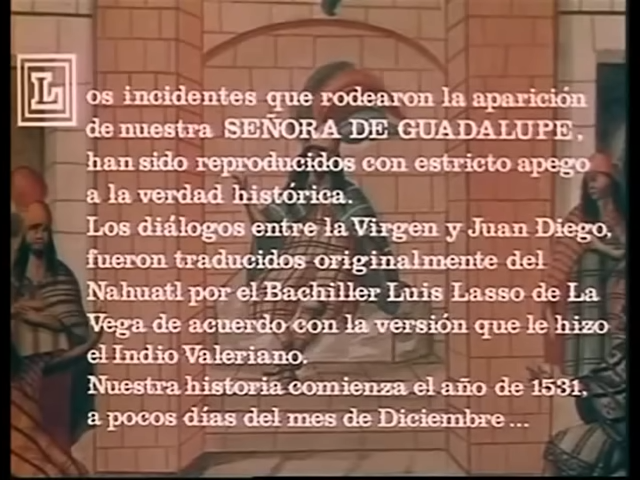 Los incidentes que rodearon la aparición
de nuestra SEÑORA DE GUADALUPE,
han sido reproducidos con estricto apego
a la verdad histórica.
Los diálogos entre la Virgen y Juan Diego,
fueron traducidos originalmente del
Nahuatl por el Bachiller Luis Lasso de La
Vega de acuerdo con la versión que le hizo
el Indio Valeriano.
Nuestra historia comienza el año de 1531,
a pocos días del mes de Diciembre...